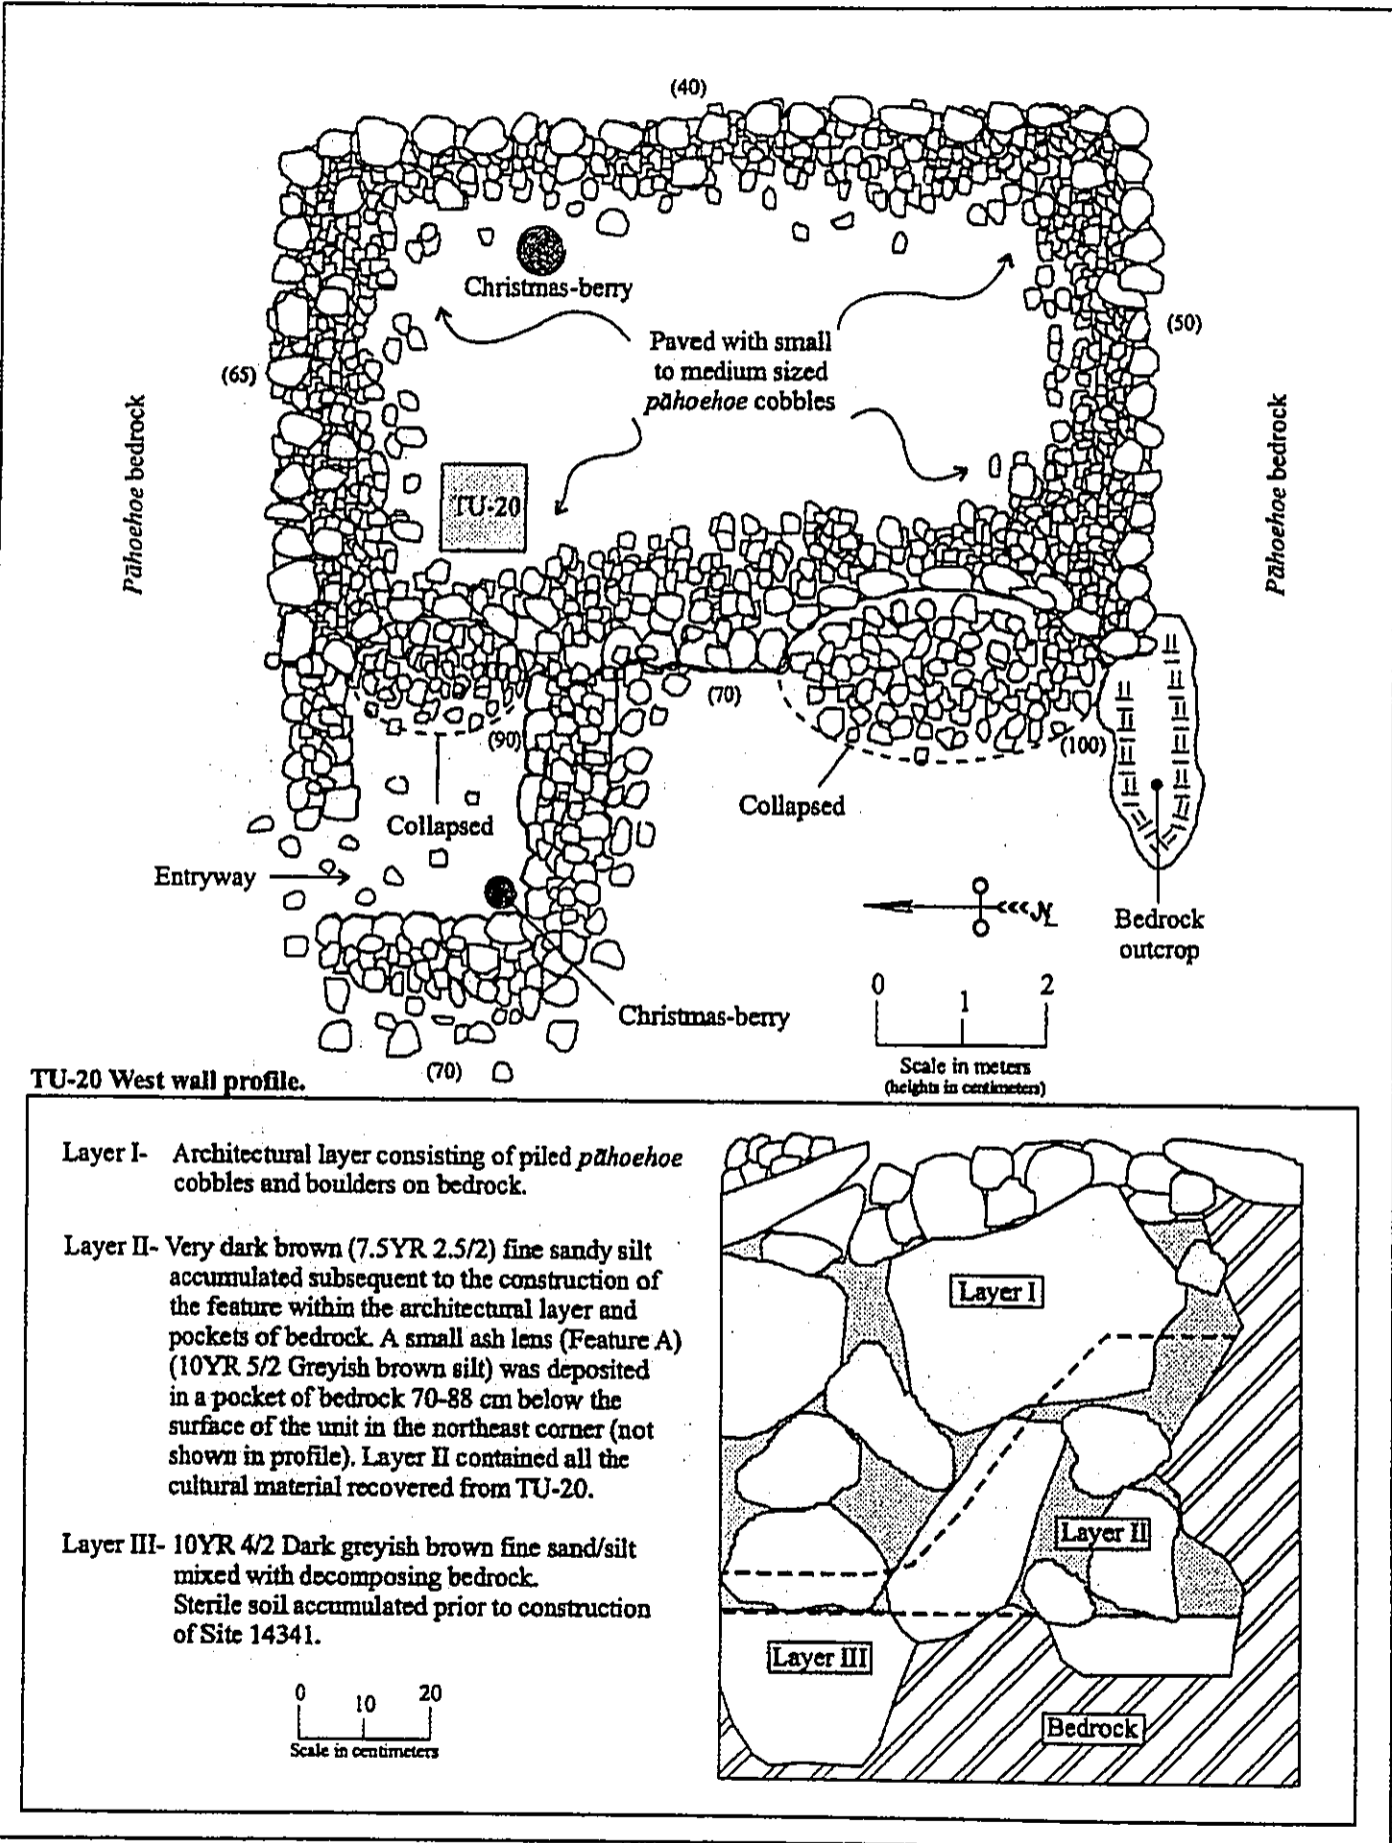 (40)
Christmas-berry
(50)
Paved with small
to medium sized
pāhoehoe cobbles
(65)
Pāhoehoe bedrock
Pāhoehoe bedrock
TU-20
(70)
(90)
(100)
Collapsed
Collapsed
Entryway
N
Bedrock
outcrop
0 1 2
Christmas-berry
Scale in meters
(heights in centimeters)
(70)
TU-20 West wall profile.
Layer I- Architectural layer consisting of piled pāhoehoe
cobbles and boulders on bedrock.
Layer II- Very dark brown (7.5YR 2.5/2) fine sandy silt
accumulated subsequent to the construction of
the feature within the architectural layer and
pockets of bedrock. A small ash lens (Feature A)
(10YR 5/2 Greyish brown silt) was deposited
in a pocket of bedrock 70-88 cm below the
surface of the unit in the northeast corner (not
shown in profile). Layer II contained all the
cultural material recovered from TU-20.
Layer III- 10YR 4/2 Dark greyish brown fine sand/silt
mixed with decomposing bedrock.
Sterile soil accumulated prior to construction
of Site 14341.
0 10 20
Scale in centimeters
Layer I
Layer II
Layer III
Bedrock